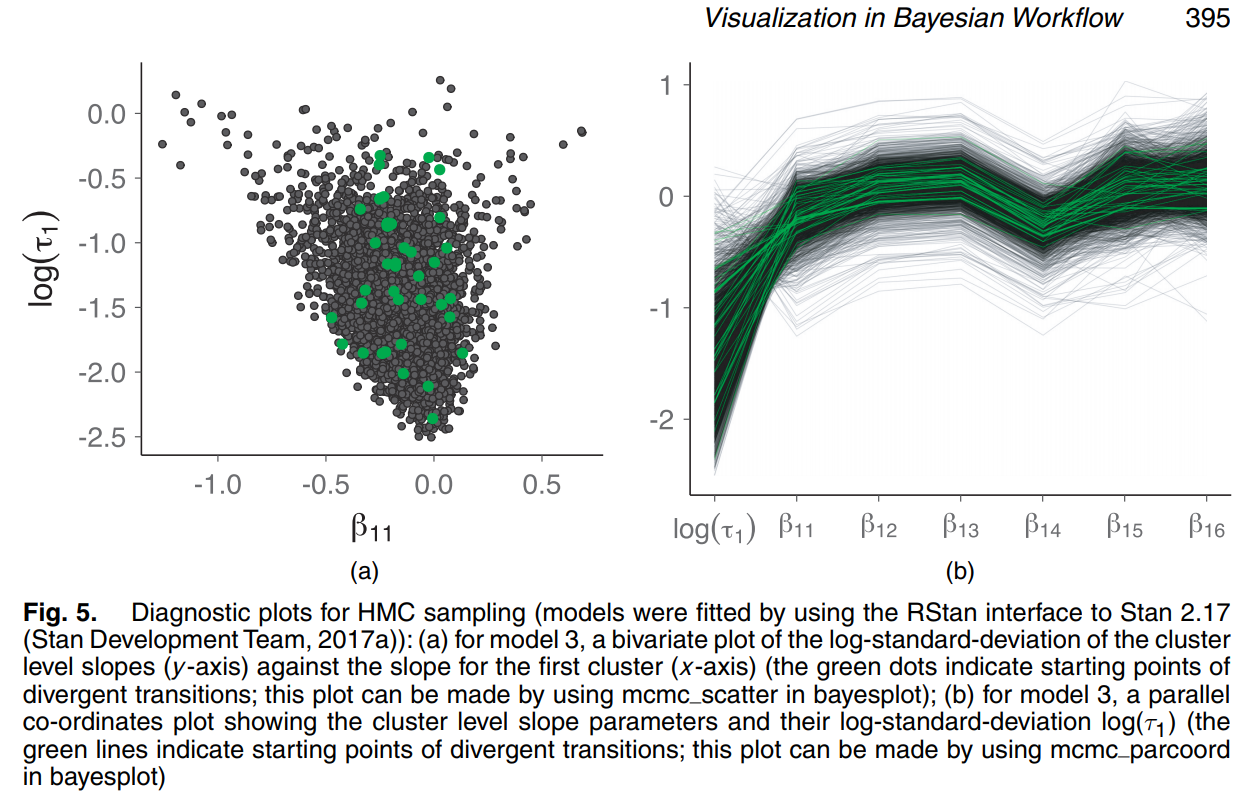 Visualization in Bayesian Workflow 395
0.0
-0.5
-1.0
-1.5
-2.0
-2.5
log(τ1)
-1.0 -0.5 0.0 0.5
β11
(a)
1
0
-1
-2
log(τ1) β11 β12 β13 β14 β15 β16
(b)
Fig. 5. Diagnostic plots for HMC sampling (models were fitted by using the RStan interface to Stan 2.17
(Stan Development Team, 2017a)): (a) for model 3, a bivariate plot of the log-standard-deviation of the cluster
level slopes (y-axis) against the slope for the first cluster (x-axis) (the green dots indicate starting points of
divergent transitions; this plot can be made by using mcmc_scatter in bayesplot); (b) for model 3, a parallel
co-ordinates plot showing the cluster level slope parameters and their log-standard-deviation log(τ1) (the
green lines indicate starting points of divergent transitions; this plot can be made by using mcmc_parcoord
in bayesplot)